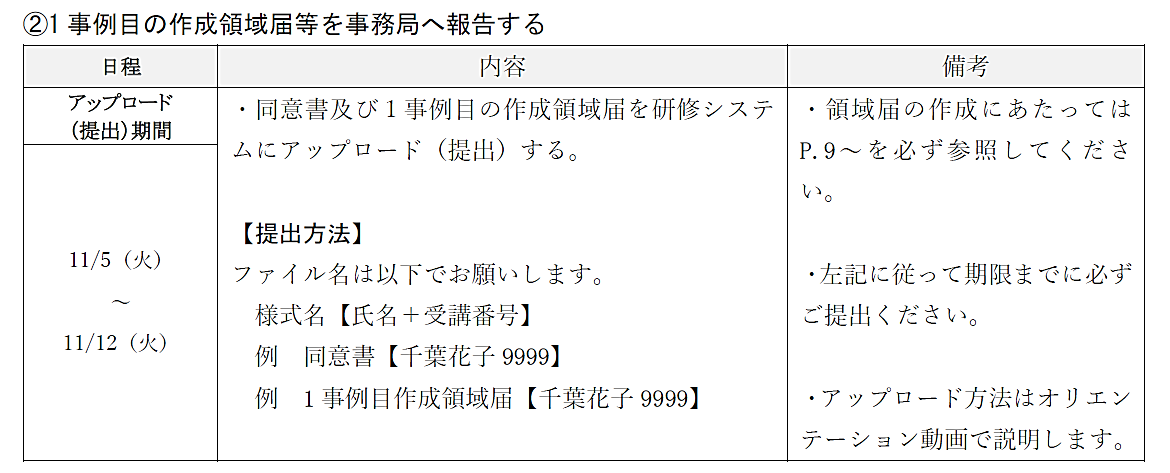 ②1 事例目の作成領域届等を事務局へ報告する
日程
内容
備考
アップロード
（提出）期間
11/5（火）
～
11/12（火）
・同意書及び１事例目の作成領域届を研修システ
ムにアップロード（提出）する。
【提出方法】
ファイル名は以下でお願いします。
様式名【氏名＋受講番号】
例　同意書【千葉花子 9999】
例　１事例目作成領域届【千葉花子 9999】
・領域届の作成にあたっては
P.9～を必ず参照してくださ
い。
・左記に従って期限までに必ず
ご提出ください。
・アップロード方法はオリエン
テーション動画で説明します。